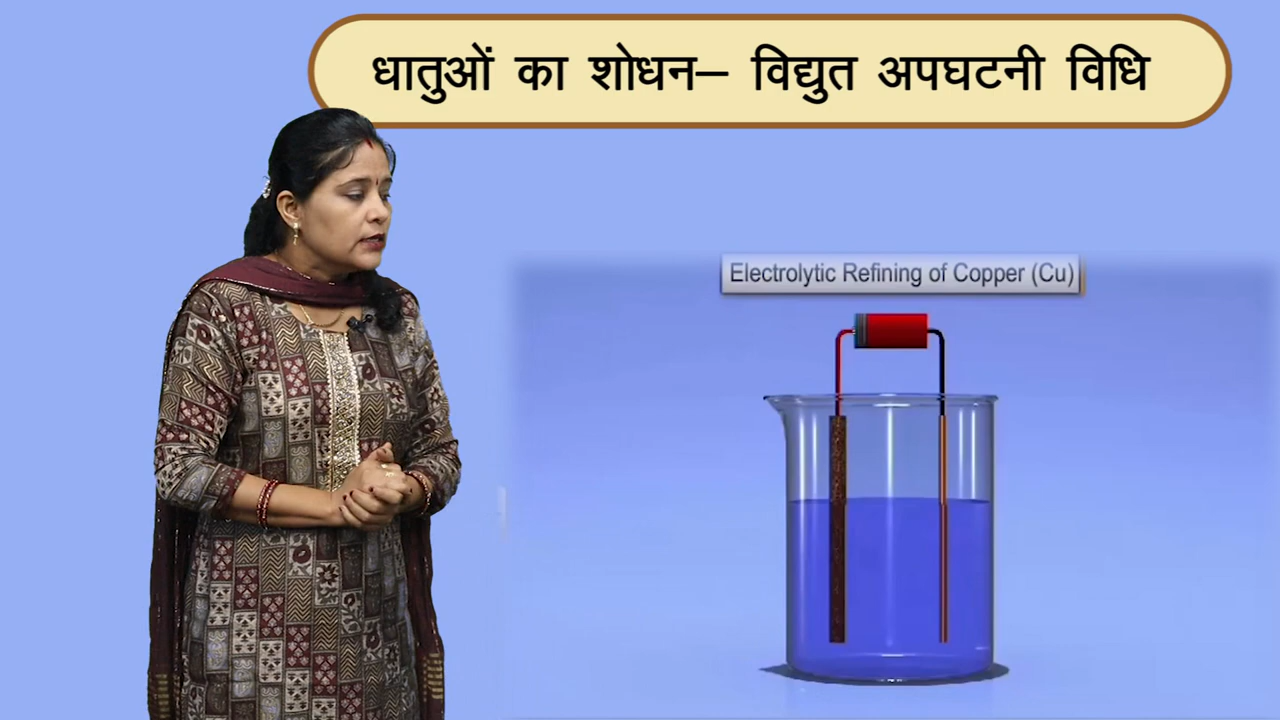 धातुओं का शोधन– विद्युत अपघटनी विधि
Electrolytic Refining of Copper (Cu)